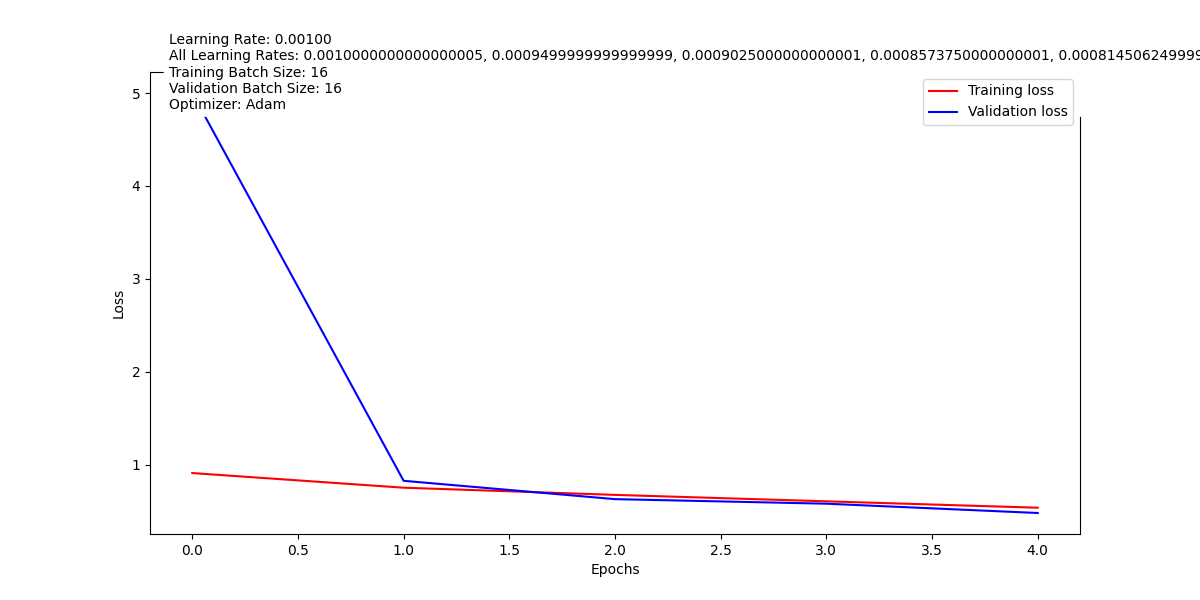 Learning Rate: 0.00100
All Learning Rates: 0.0010000000000000005, 0.0009499999999999999, 0.0009025000000000001, 0.0008573750000000001, 0.000814506249999
Training Batch Size: 16
Validation Batch Size: 16
Optimizer: Adam
Training loss
Validation loss
5
4
3
2
1
Loss
0.0 0.5 1.0 1.5 2.0 2.5 3.0 3.5 4.0
Epochs